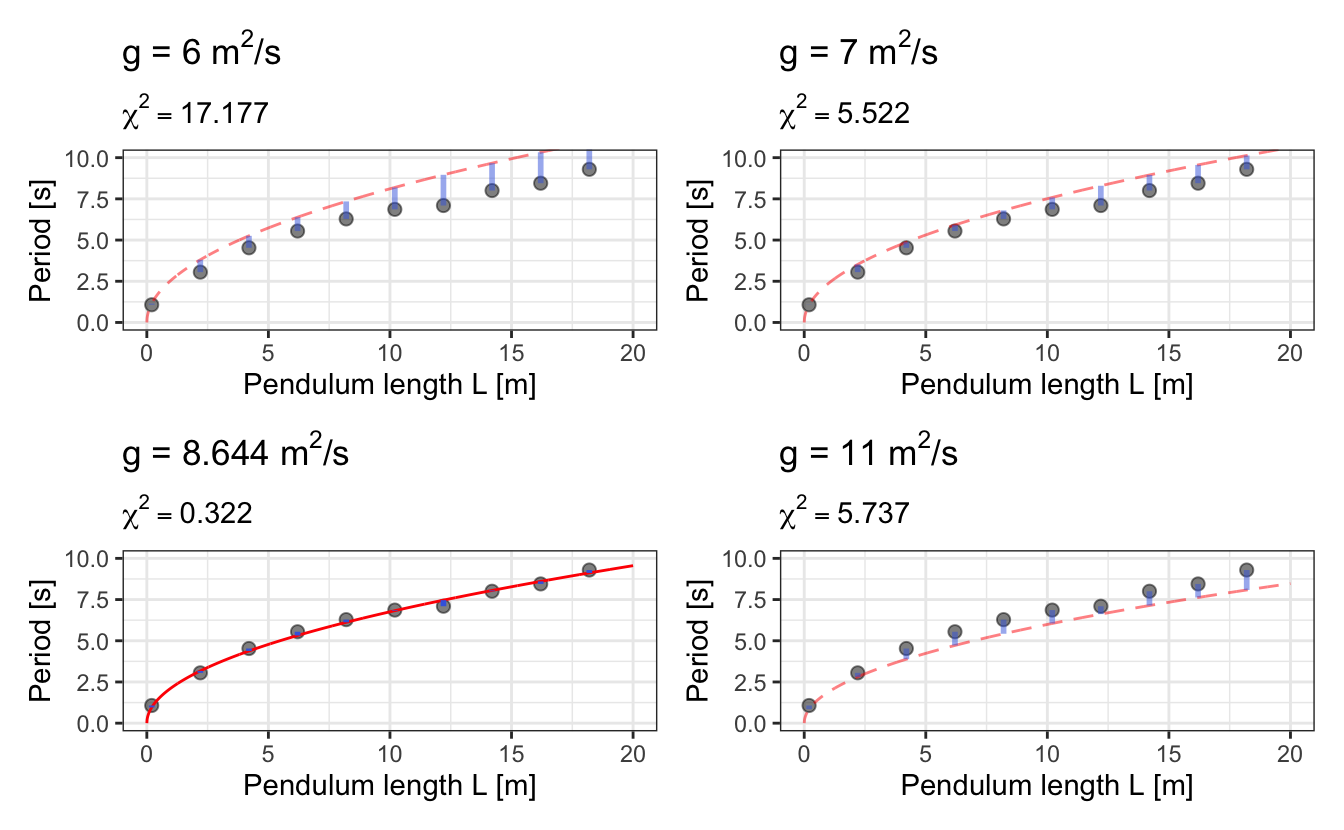 g = 6 m²/s
χ² = 17.177
10.0
7.5
5.0
2.5
0.0
Period [s]
0 5 10 15 20
Pendulum length L [m]
g = 7 m²/s
χ² = 5.522
10.0
7.5
5.0
2.5
0.0
Period [s]
0 5 10 15 20
Pendulum length L [m]
g = 8.644 m²/s
χ² = 0.322
10.0
7.5
5.0
2.5
0.0
Period [s]
0 5 10 15 20
Pendulum length L [m]
g = 11 m²/s
χ² = 5.737
10.0
7.5
5.0
2.5
0.0
Period [s]
0 5 10 15 20
Pendulum length L [m]